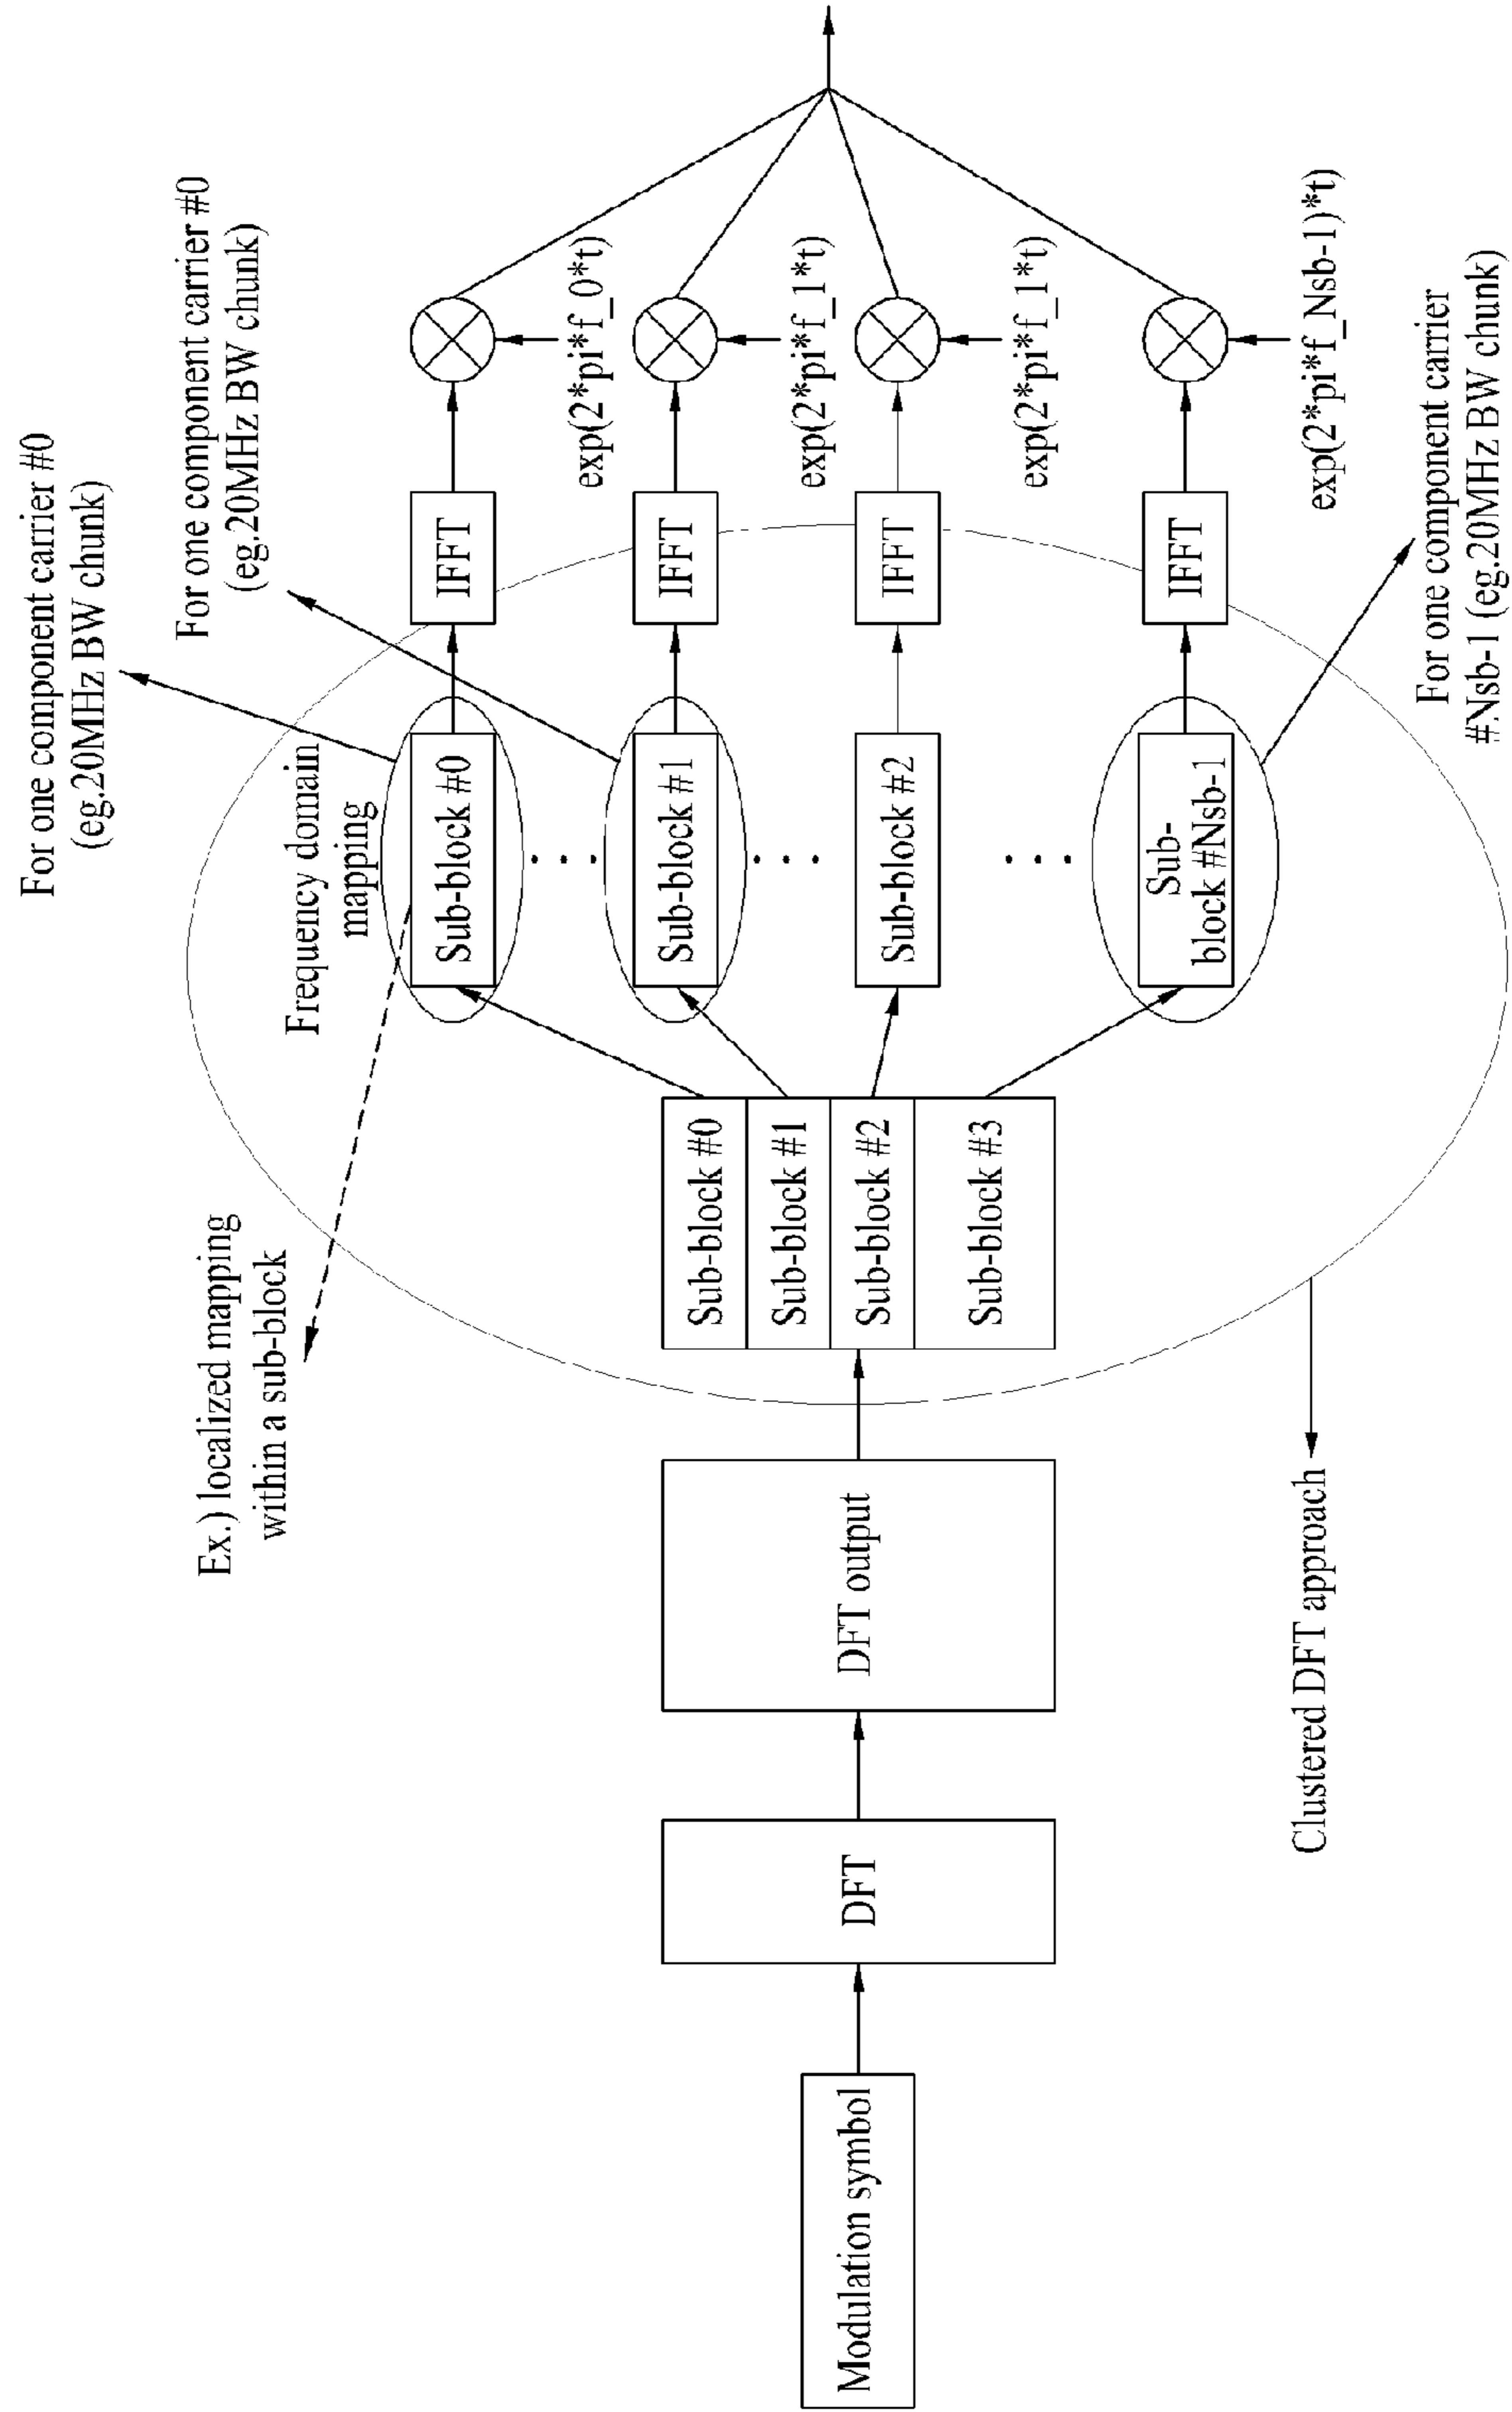 For one component carrier #0
(eg.20MHz BW chunk)
For one component carrier #0
(eg.20MHz BW chunk)
Ex.) localized mapping
within a sub-block
Frequency domain
mapping
Modulation symbol
DFT
DFT output
Sub-block #0
Sub-block #1
Sub-block #2
Sub-block #3
Sub-block #0
IFFT
exp(2*pi*f_0*t)
Sub-block #1
IFFT
exp(2*pi*f_1*t)
Sub-block #2
IFFT
exp(2*pi*f_1*t)
Sub-
block #Nsb-1
IFFT
exp(2*pi*f_Nsb-1)*t)
Clustered DFT approach
For one component carrier
#Nsb-1 (eg.20MHz BW chunk)